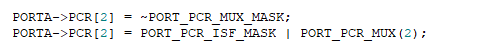 PORTA->PCR[2] = ~PORT_PCR_MUX_MASK;
PORTA->PCR[2] = PORT_PCR_ISF_MASK | PORT_PCR_MUX(2);